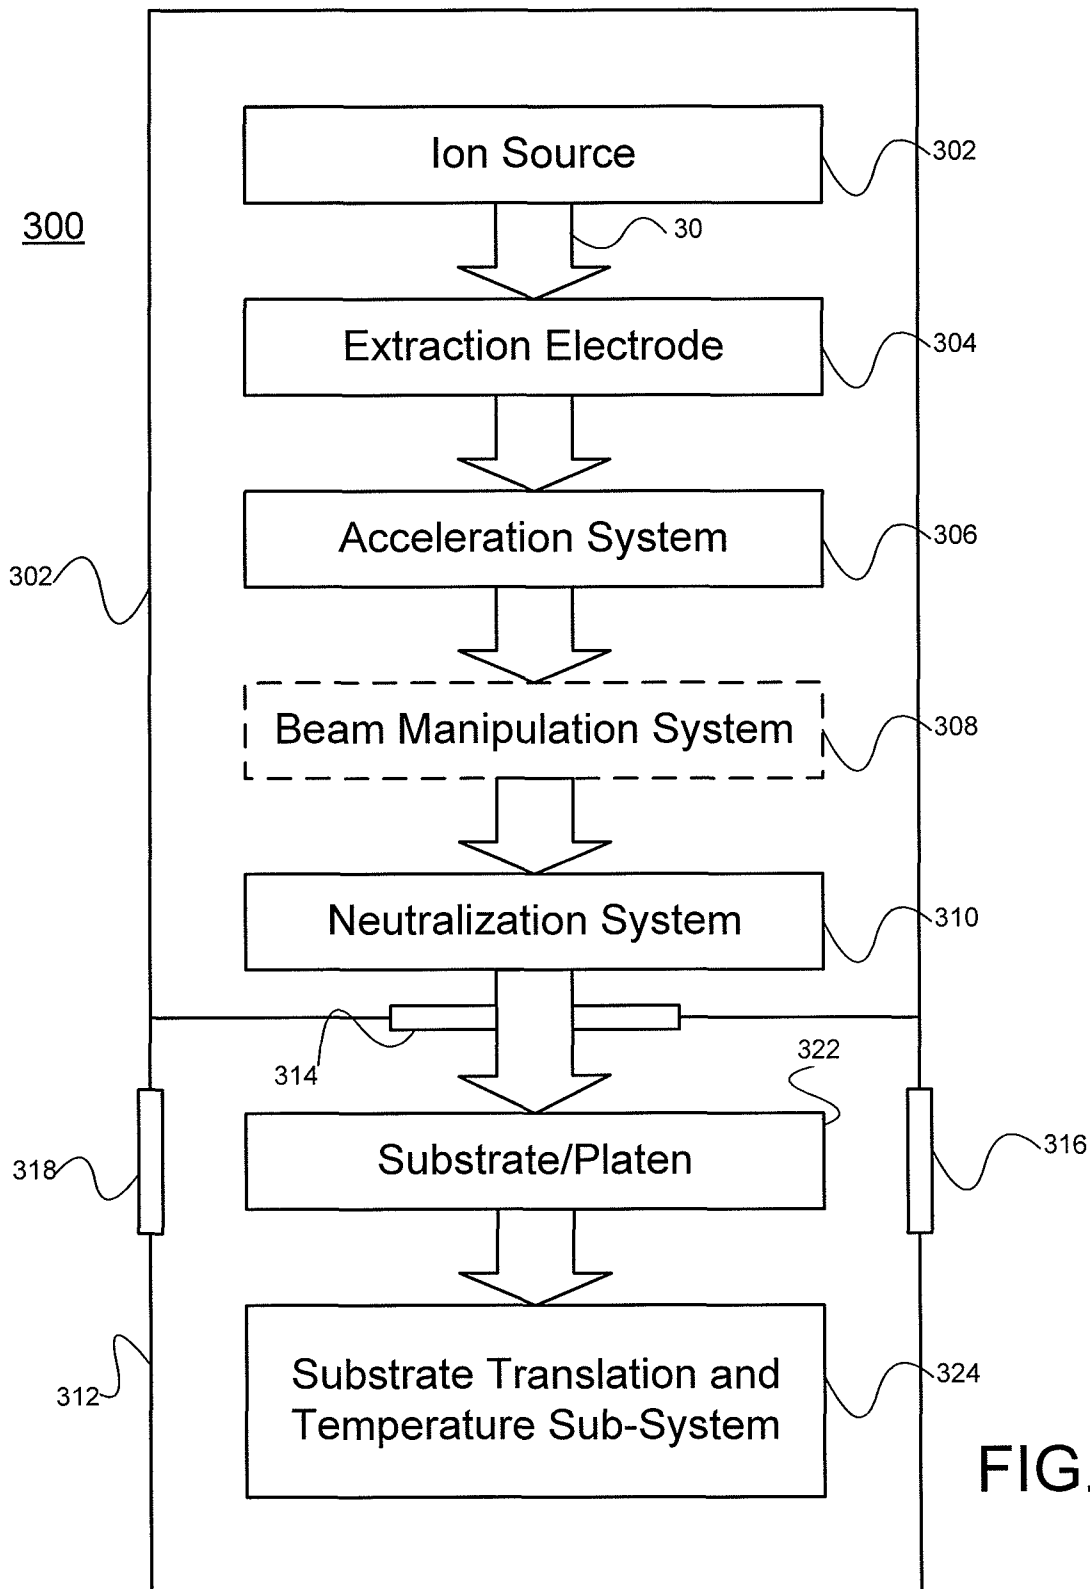 Ion Source
302
300
30
Extraction Electrode
304
Acceleration System
306
302
Beam Manipulation System
308
Neutralization System
310
314
322
318
Substrate/Platen
316
312
Substrate Translation and
Temperature Sub-System
324
FIG.